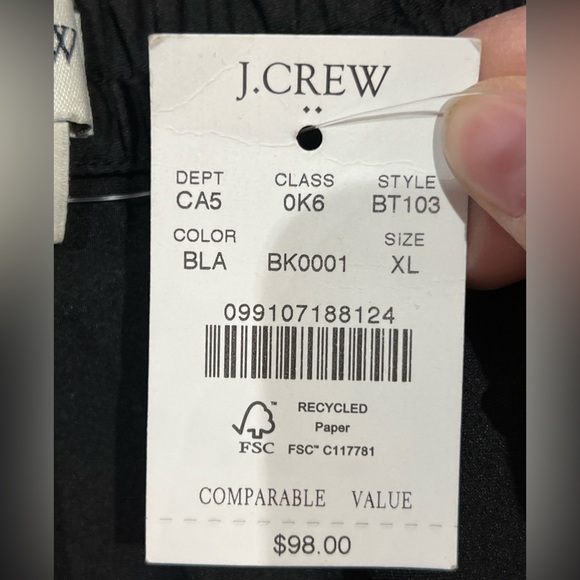 W
J.CREW
DEPT CLASS STYLE
CA5 0K6 BT103
COLOR SIZE
BLA BK0001 XL
099107188124
RECYCLED
Paper
FSC FSC™ C117781
COMPARABLE VALUE
$98.00